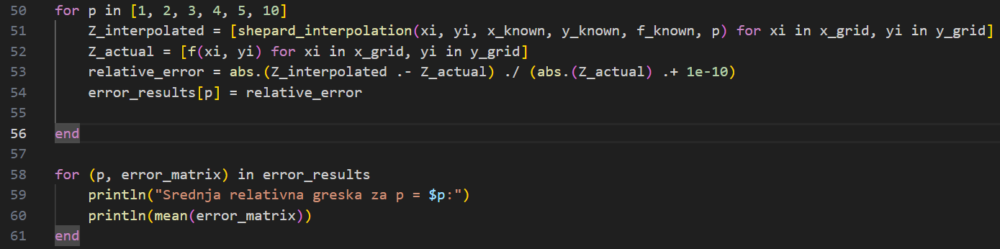 50 for p in [1, 2, 3, 4, 5, 10]
51     Z_interpolated = [shepard_interpolation(xi, yi, x_known, y_known, f_known, p) for xi in x_grid, yi in y_grid]
52     Z_actual = [f(xi, yi) for xi in x_grid, yi in y_grid]
53     relative_error = abs.(Z_interpolated .- Z_actual) ./ (abs.(Z_actual) .+ 1e-10)
54     error_results[p] = relative_error
55
56 end
57
58 for (p, error_matrix) in error_results
59     println("Srednja relativna greska za p = $p:")
60     println(mean(error_matrix))
61 end